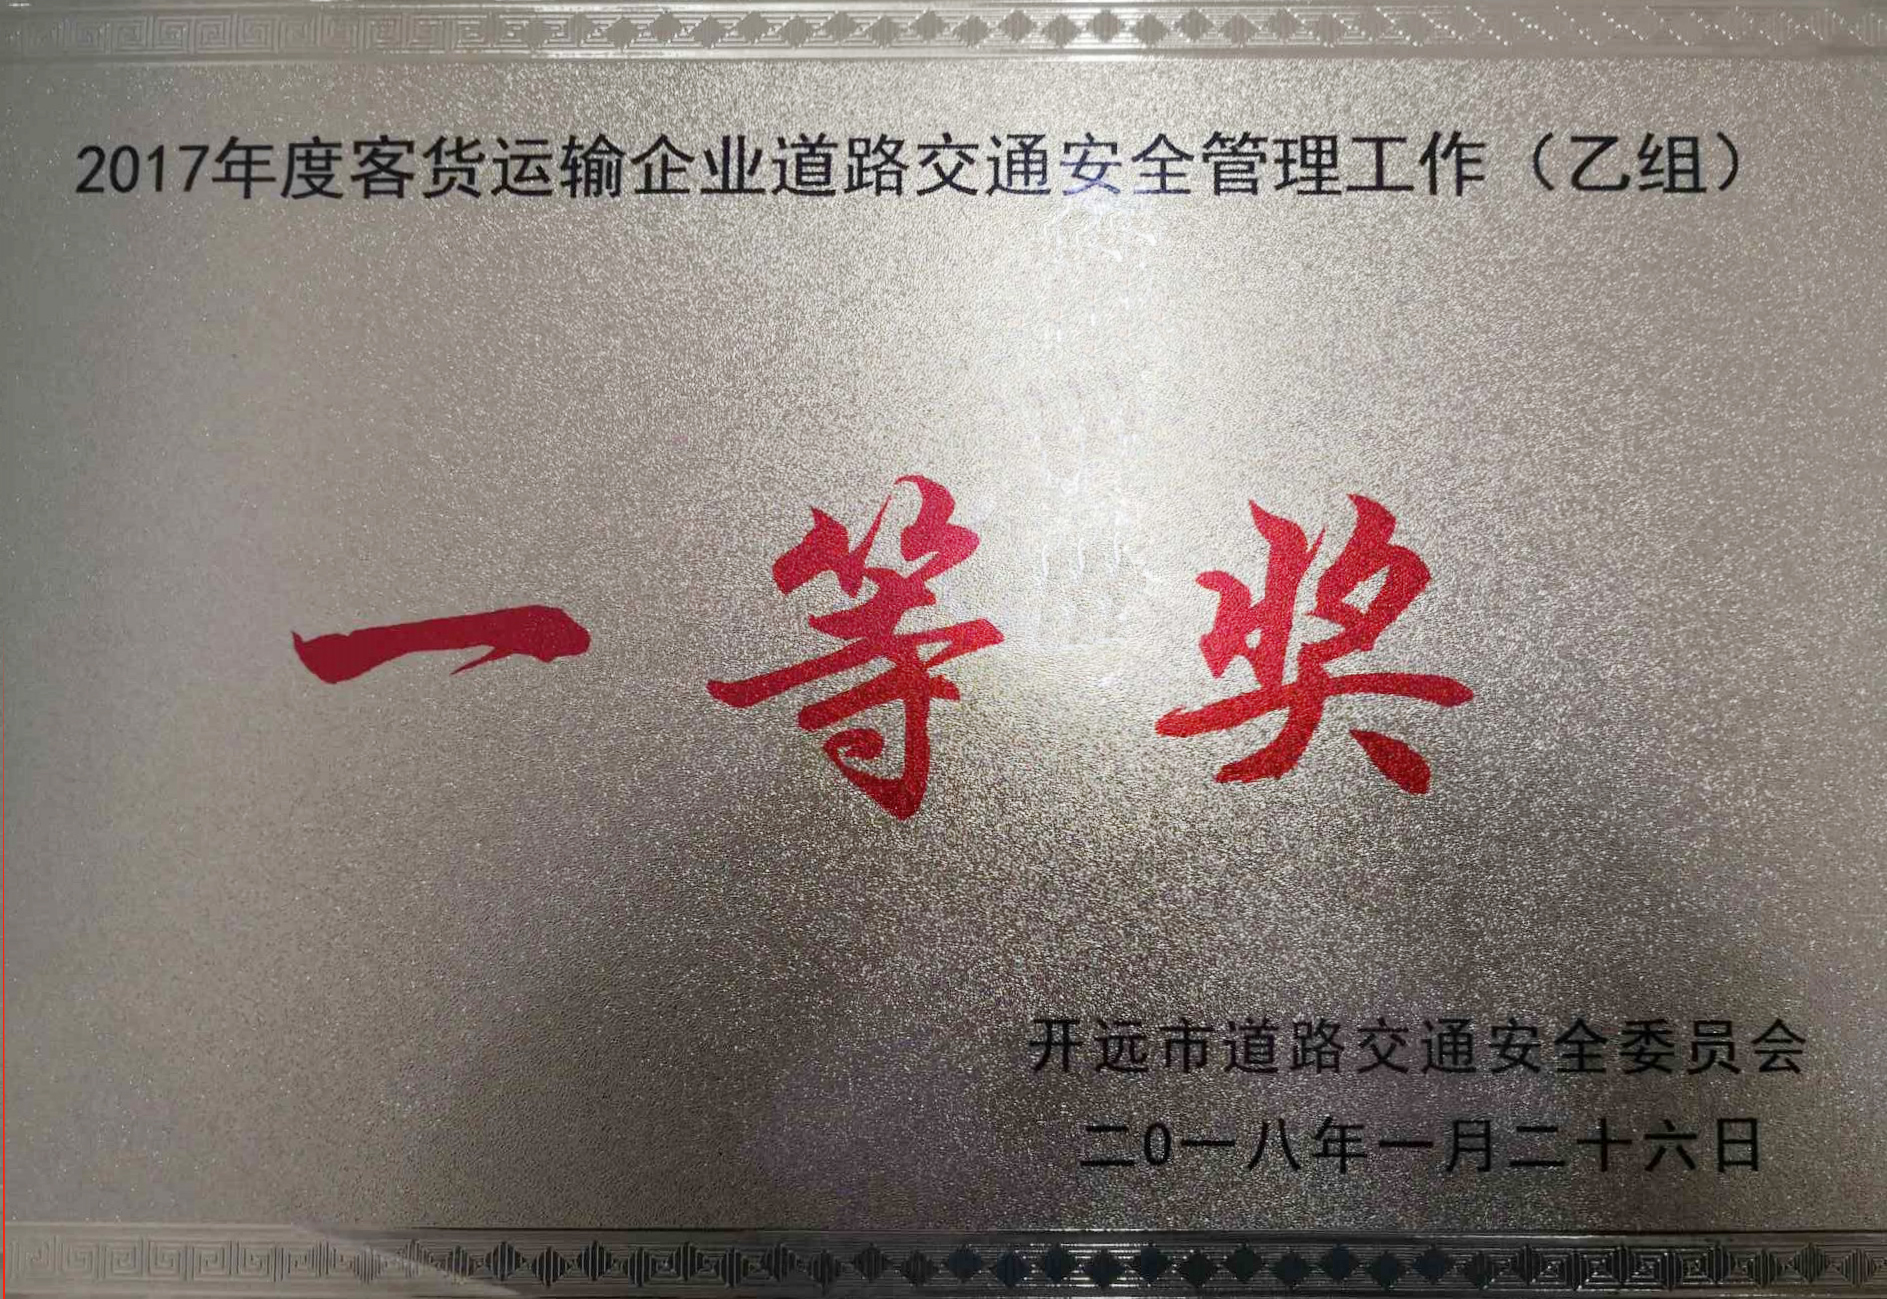 2017年度客货运输企业道路交通安全管理工作（乙组）
一等奖
开远市道路交通安全委员会
二0一八年一月二十六日